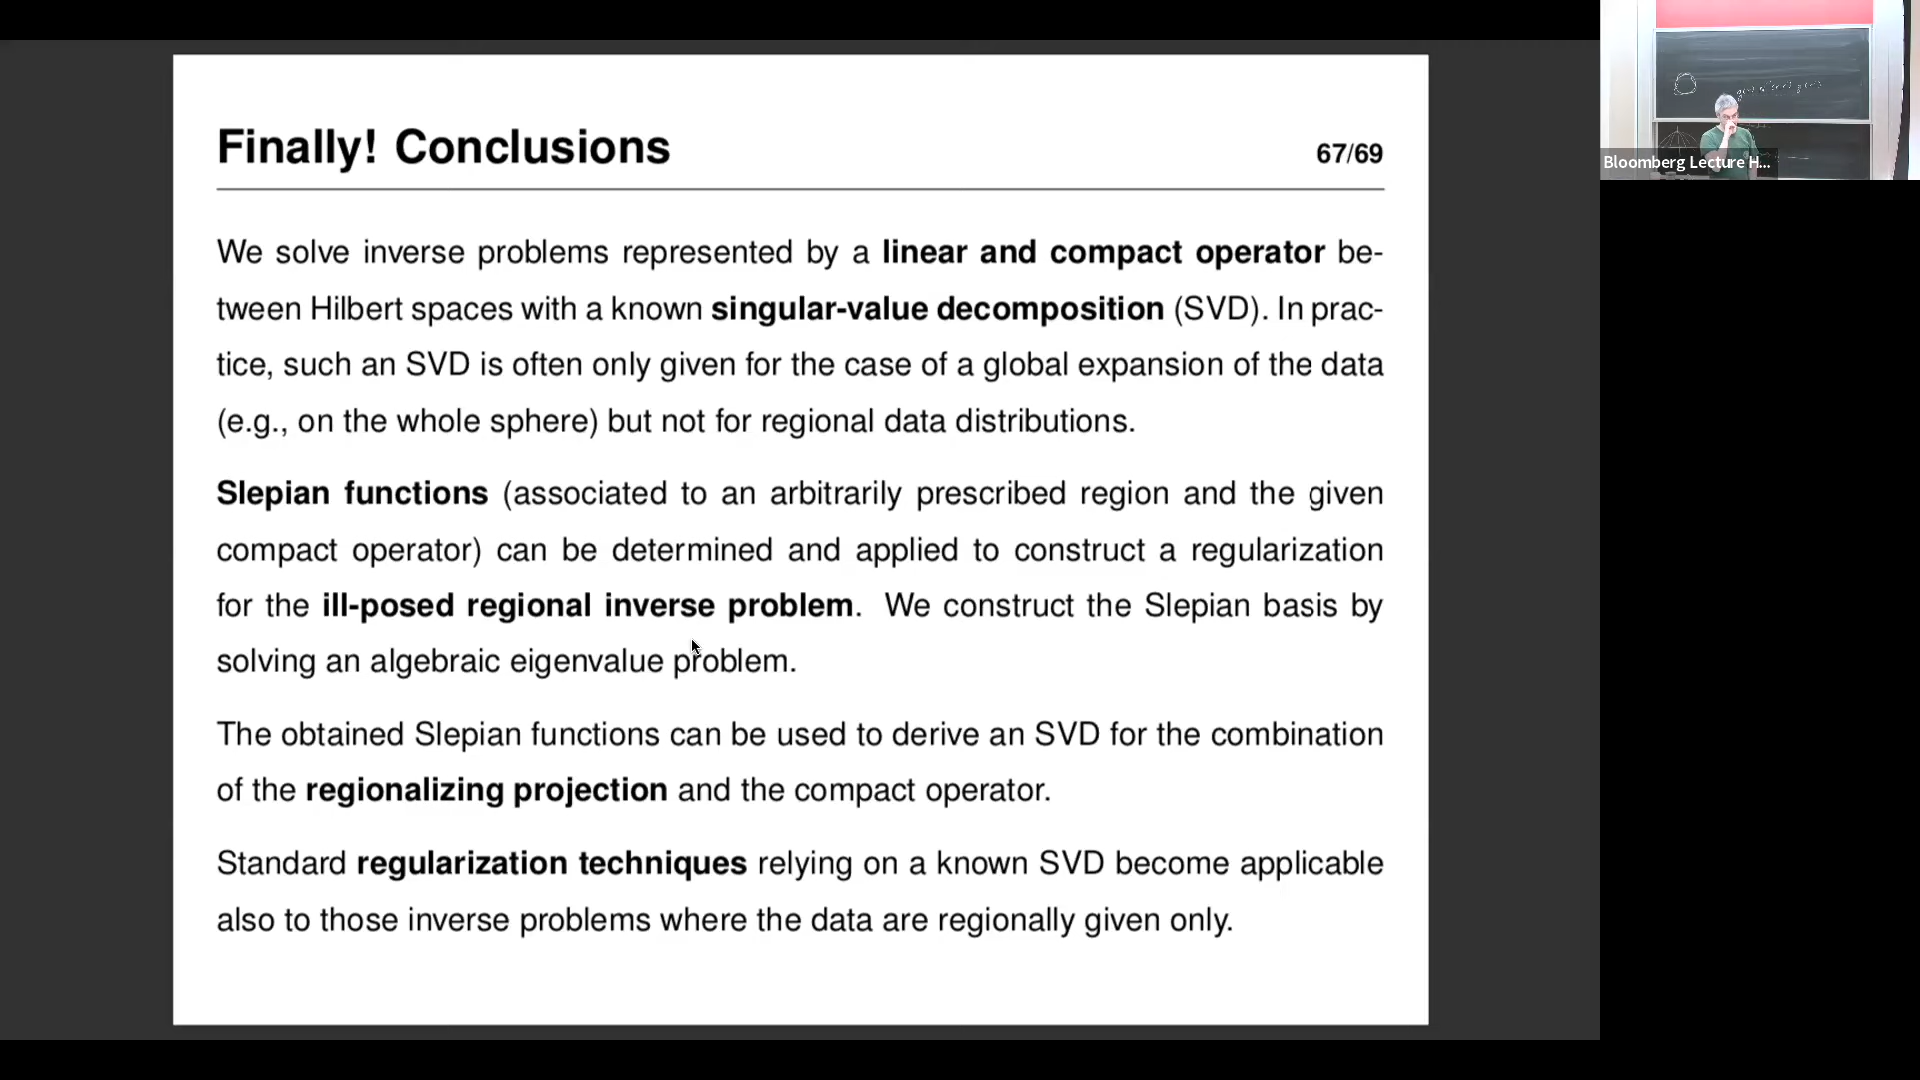 Finally! Conclusions
67/69
We solve inverse problems represented by a linear and compact operator be-
tween Hilbert spaces with a known singular-value decomposition (SVD). In prac-
tice, such an SVD is often only given for the case of a global expansion of the data
(e.g., on the whole sphere) but not for regional data distributions.
Slepian functions (associated to an arbitrarily prescribed region and the given
compact operator) can be determined and applied to construct a regularization
for the ill-posed regional inverse problem. We construct the Slepian basis by
solving an algebraic eigenvalue problem.
The obtained Slepian functions can be used to derive an SVD for the combination
of the regionalizing projection and the compact operator.
Standard regularization techniques relying on a known SVD become applicable
also to those inverse problems where the data are regionally given only.
Bloomberg Lecture H...